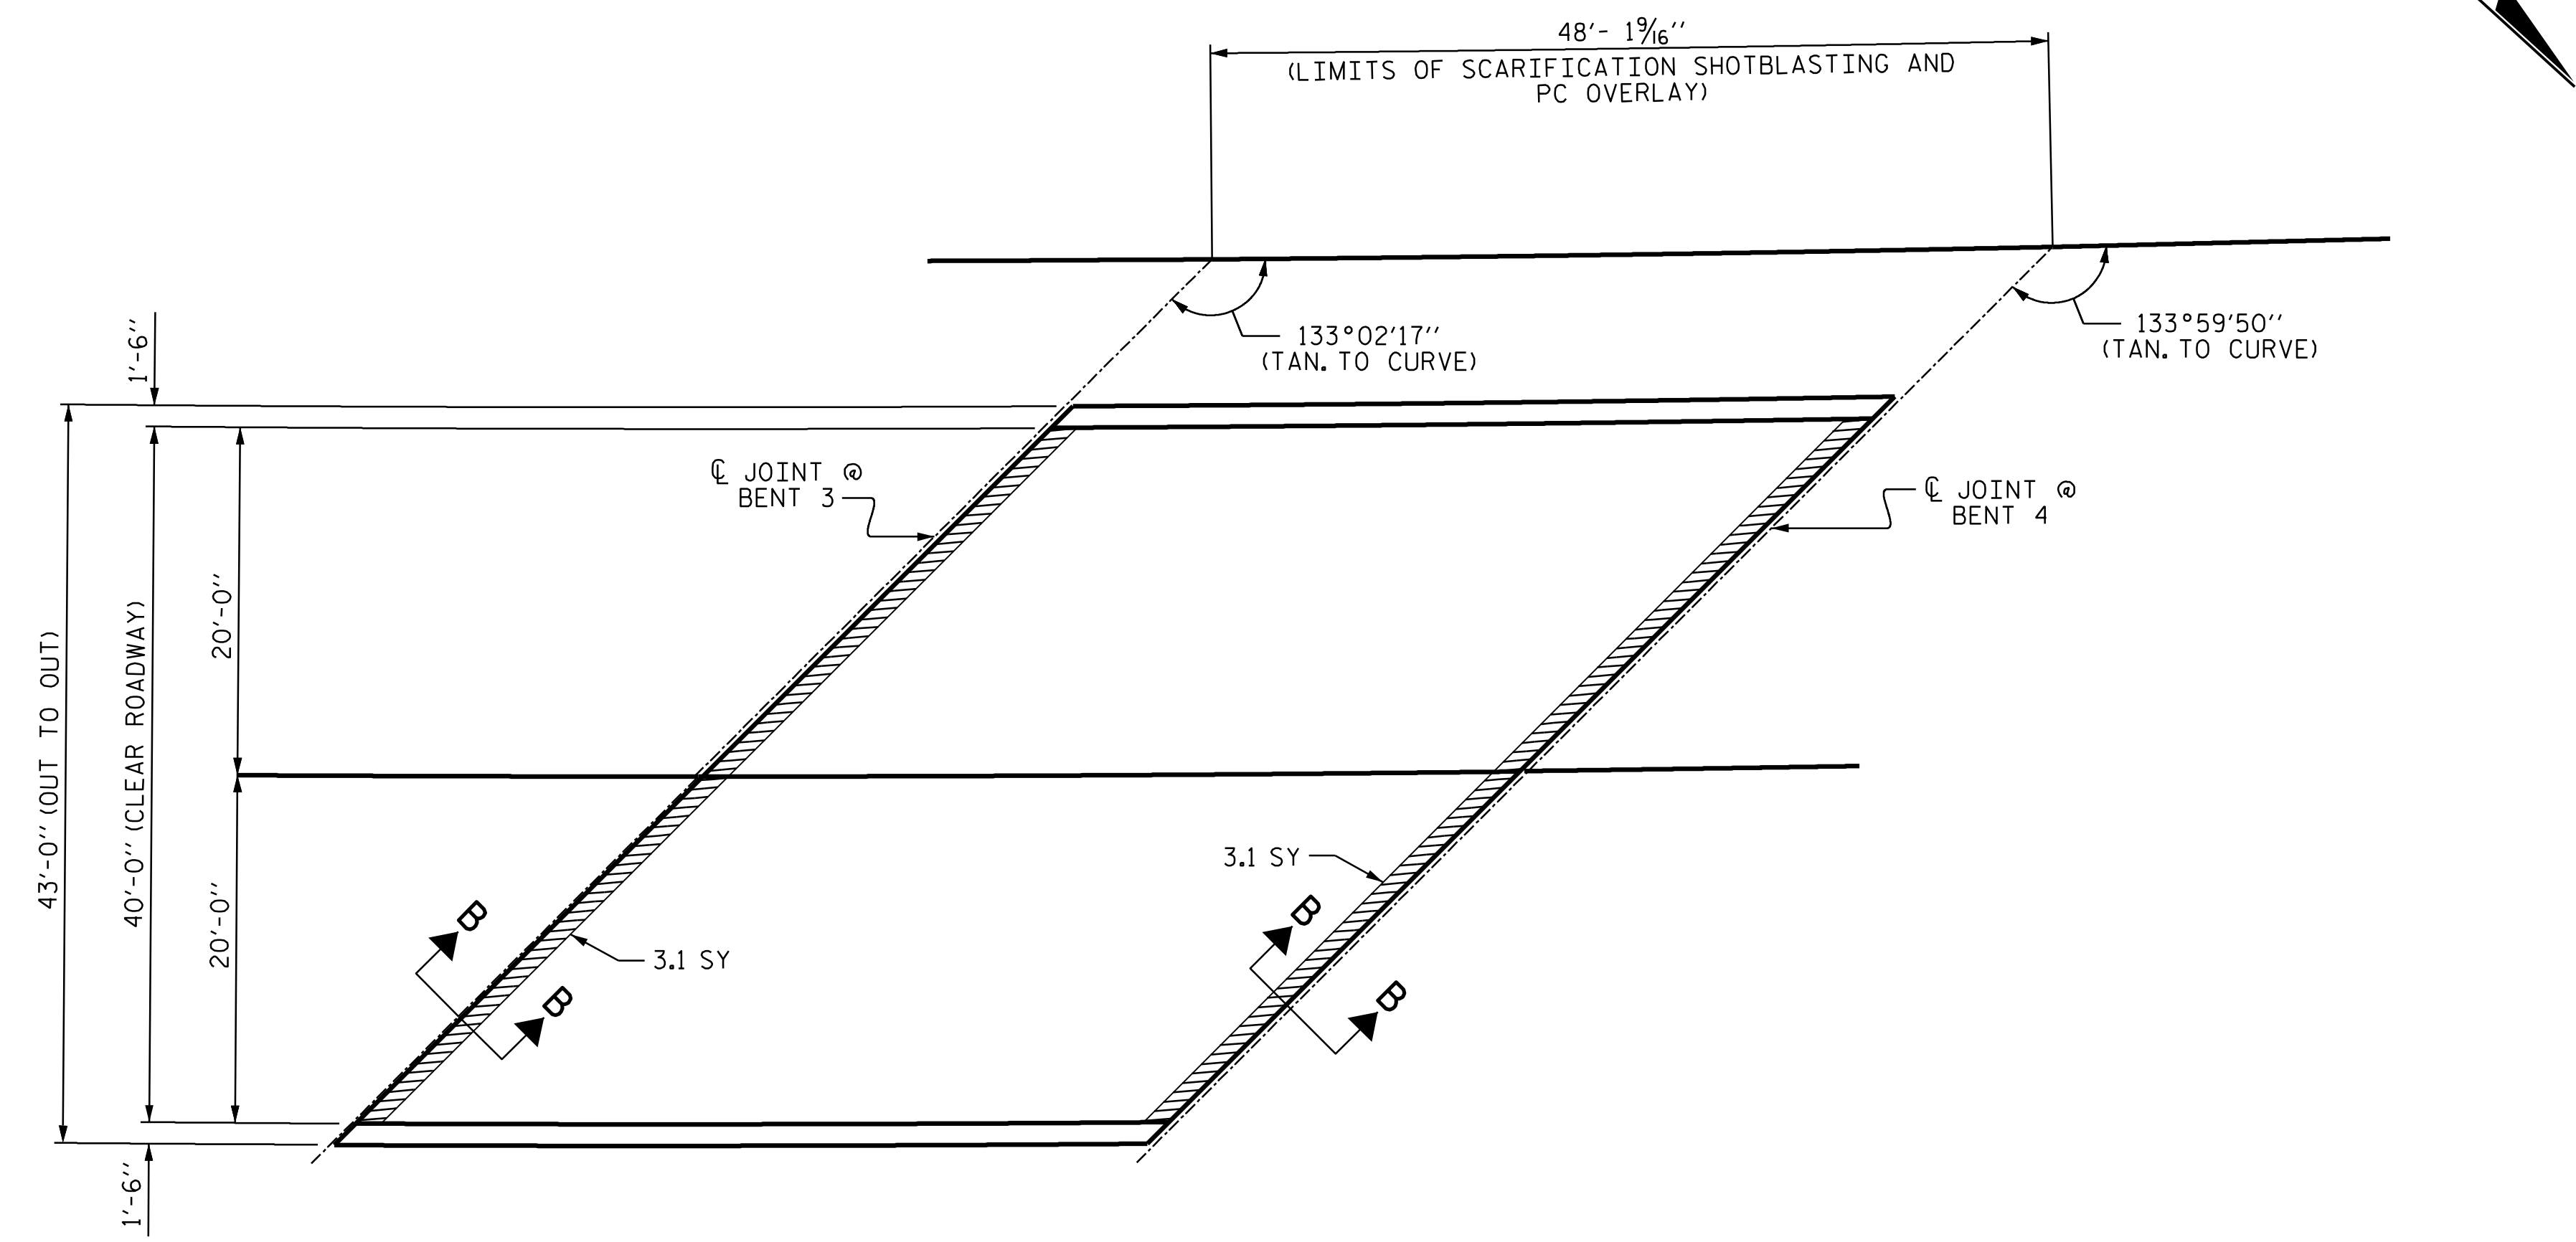 48'- 1 9/16''
(LIMITS OF SCARIFICATION SHOTBLASTING AND
PC OVERLAY)
133°02'17''
(TAN. TO CURVE)
133°59'50''
(TAN. TO CURVE)
1'-6''
℄ JOINT @
BENT 3
℄ JOINT @
BENT 4
43'-0'' (OUT TO OUT)
40'-0'' (CLEAR ROADWAY)
20'-0''
20'-0''
3.1 SY
3.1 SY
B
B
B
B
1'-6''